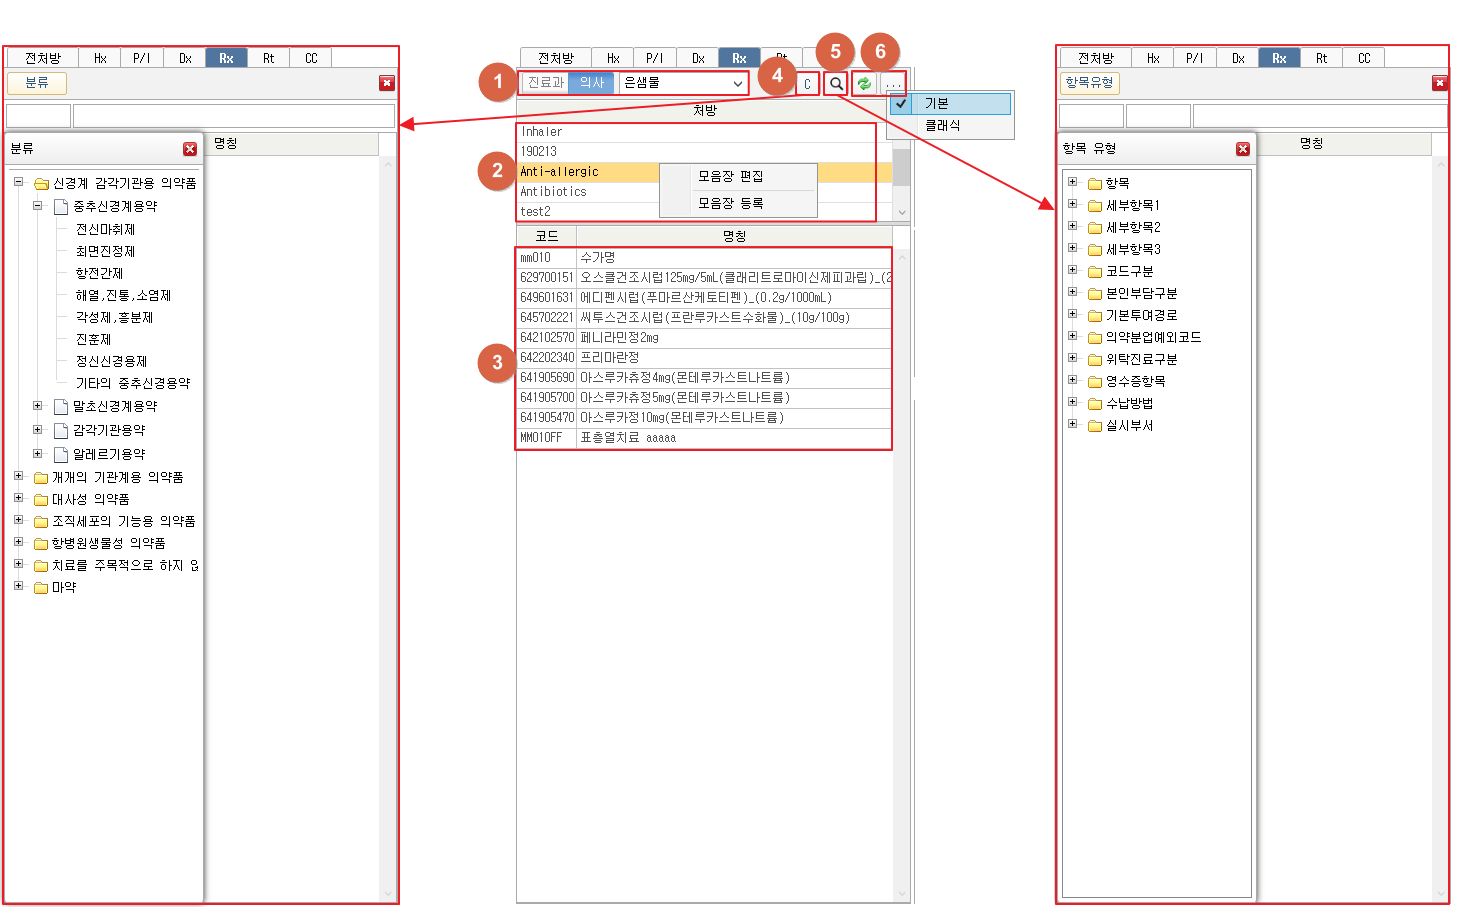 전처방 Hx P/I Dx Rx Rt CC
분류
명칭
분류
신경계 감각기관용 의약품
중추신경계용약
전신마취제
최면진정제
항전간제
해열,진통,소염제
각성제,흥분제
진훈제
정신신경용제
기타의 중추신경용약
말초신경계용약
감각기관용약
알레르기용약
개개의 기관계용 의약품
대사성 의약품
조직세포의 기능용 의약품
항병원생물성 의약품
치료를 주목적으로 하지 않
마약
전처방 Hx P/I Dx Rx Rt
1 진료과 의사 은샘물 4 C 5 6 ...
기본
클래식
처방
Inhaler
190213
2 Anti-allergic
Antibiotics
test2
모음장 편집
모음장 등록
코드 명칭
mm010 수가명
629700151 오스클건조시럽125mg/5mL(클래리트로마이신제피과립)_(2
649601631 에디펜시럽(푸마르산케토티펜)_(0.2g/1000mL)
645702221 씨투스건조시럽(프란루카스트수화물)_(10g/100g)
642102570 페니라민정2mg
3 642202340 프리마란정
641905690 아스루카츄정4mg(몬테루카스트나트륨)
641905700 아스루카츄정5mg(몬테루카스트나트륨)
641905470 아스루카정10mg(몬테루카스트나트륨)
MM010FF 표층열치료 aaaaa
전처방 Hx P/I Dx Rx Rt CC
항목유형
명칭
항목 유형
항목
세부항목1
세부항목2
세부항목3
코드구분
본인부담구분
기본투여경로
의약분업예외코드
위탁진료구분
영수증항목
수납방법
실시부서